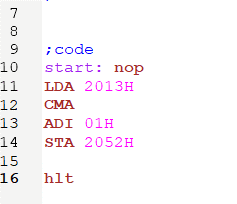 7
8
9 ;code
10 start: nop
11 LDA 2013H
12 CMA
13 ADI 01H
14 STA 2052H
15
16 hlt